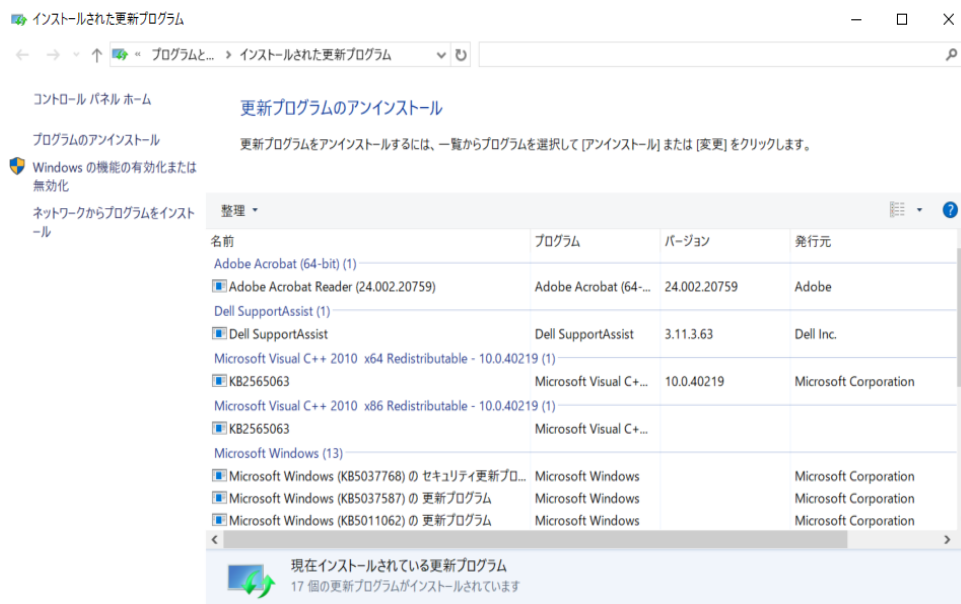 インストールされた更新プログラム
« プログラムと... › インストールされた更新プログラム
コントロール パネル ホーム
プログラムのアンインストール
Windows の機能の有効化または
無効化
ネットワークからプログラムをインスト
ール
更新プログラムのアンインストール
更新プログラムをアンインストールするには、一覧からプログラムを選択して [アンインストール] または [変更] をクリックします。
整理
名前 プログラム バージョン 発行元
Adobe Acrobat (64-bit) (1)
Adobe Acrobat Reader (24.002.20759) Adobe Acrobat (64-... 24.002.20759 Adobe
Dell SupportAssist (1)
Dell SupportAssist Dell SupportAssist 3.11.3.63 Dell Inc.
Microsoft Visual C++ 2010  x64 Redistributable - 10.0.40219 (1)
KB2565063 Microsoft Visual C+... 10.0.40219 Microsoft Corporation
Microsoft Visual C++ 2010  x86 Redistributable - 10.0.40219 (1)
KB2565063 Microsoft Visual C+...
Microsoft Windows (13)
Microsoft Windows (KB5037768) の セキュリティ更新プロ... Microsoft Windows Microsoft Corporation
Microsoft Windows (KB5037587) の 更新プログラム Microsoft Windows Microsoft Corporation
Microsoft Windows (KB5011062) の 更新プログラム Microsoft Windows Microsoft Corporation
現在インストールされている更新プログラム
17 個の更新プログラムがインストールされています